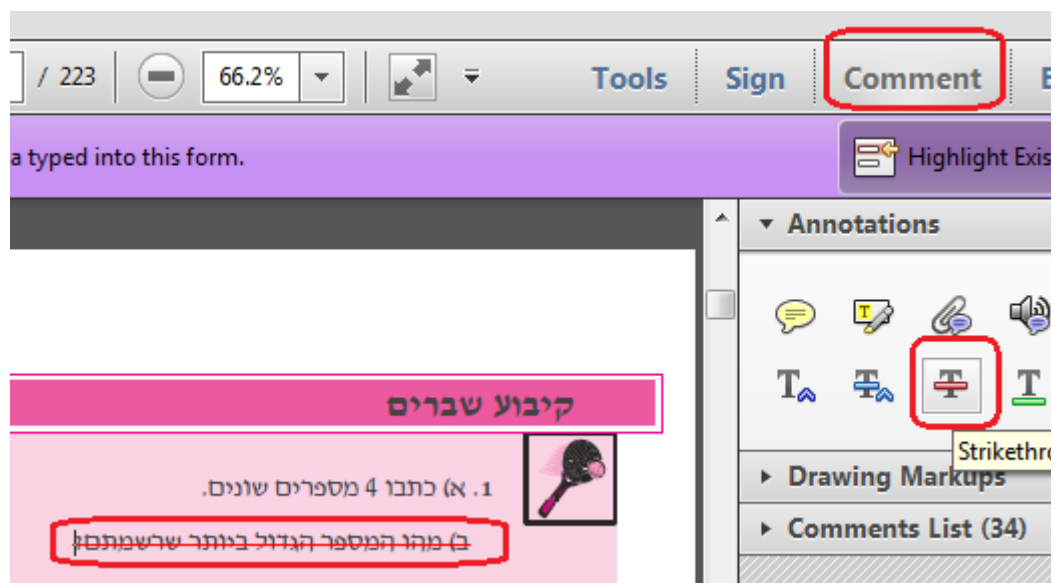 / 223
66.2%
Tools
Sign
Comment
a typed into this form.
Highlight Exis
Annotations
קיבוע שברים
Strikethro
Drawing Markups
1. א) כתבו 4 מספרים שונים.
ב) מהו המספר הגדול ביותר שרשמתם?
Comments List (34)